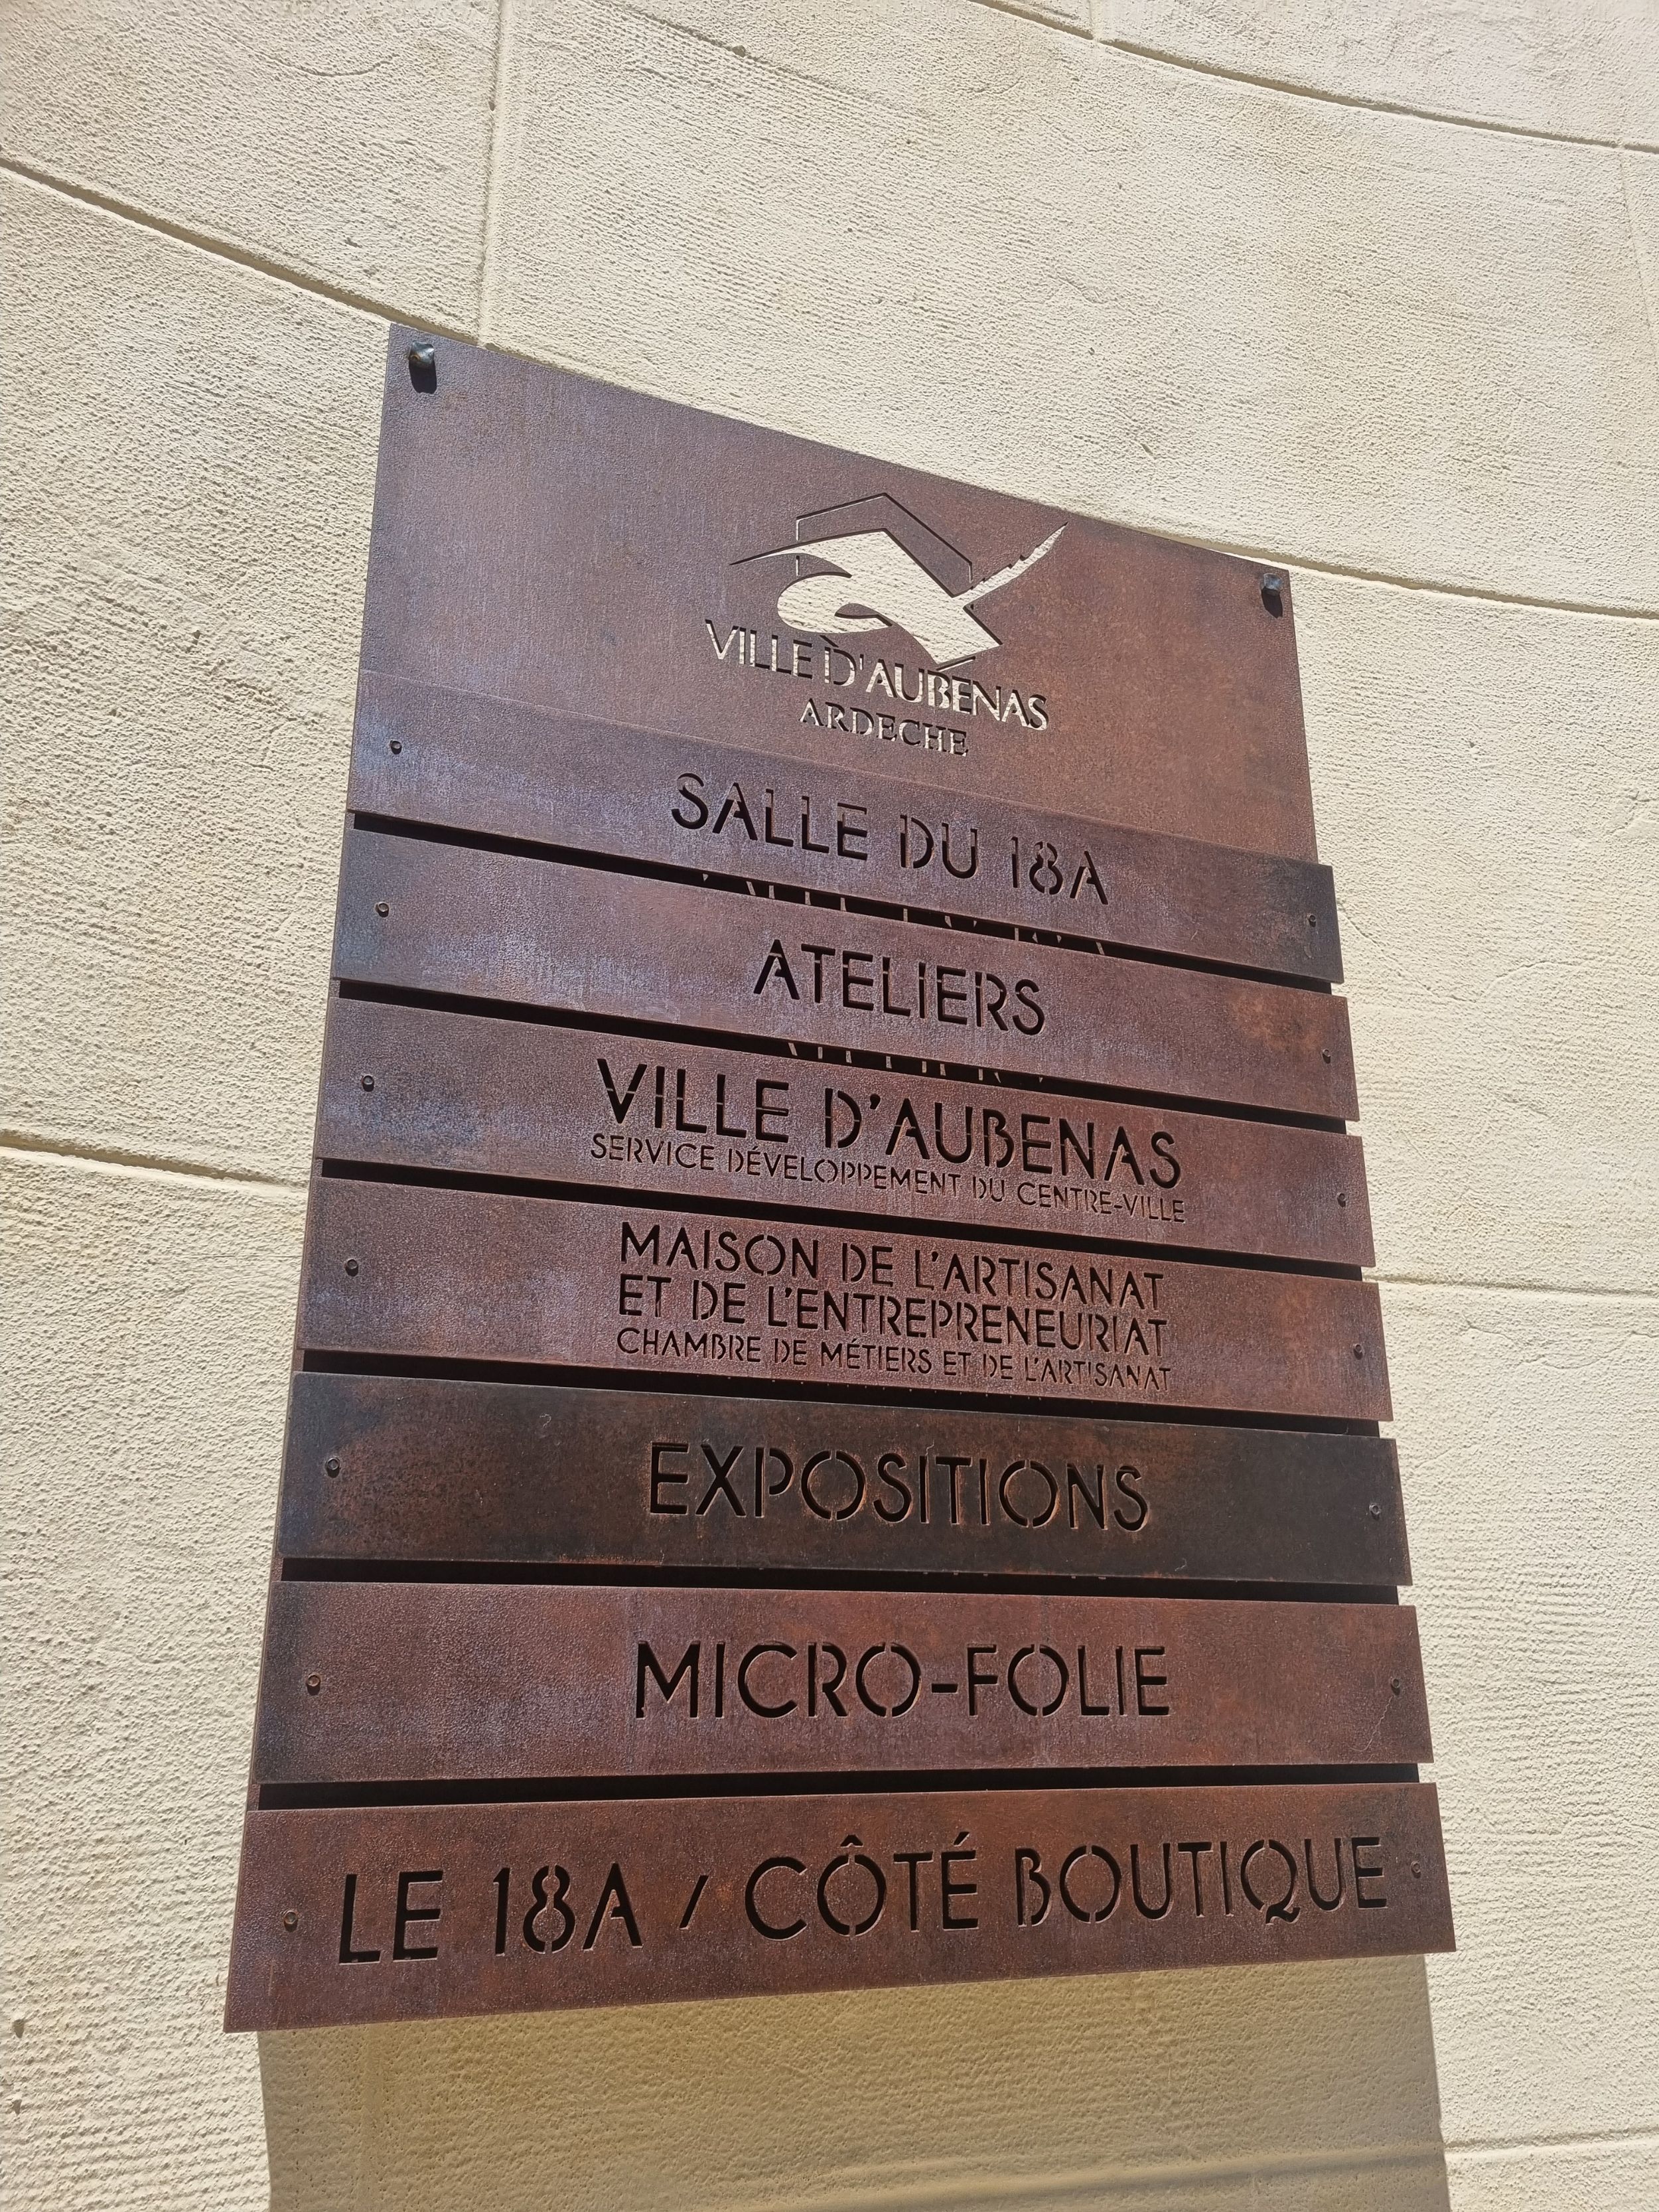 VILLE D'AUBENAS
ARDECHE
SALLE DU 18A
ATELIERS
VILLE D'AUBENAS
SERVICE DÉVELOPPEMENT DU CENTRE-VILLE
MAISON DE L'ARTISANAT
ET DE L'ENTREPRENEURIAT
CHAMBRE DE MÉTIERS ET DE L'ARTISANAT
EXPOSITIONS
MICRO-FOLIE
LE 18A / CÔTÉ BOUTIQUE